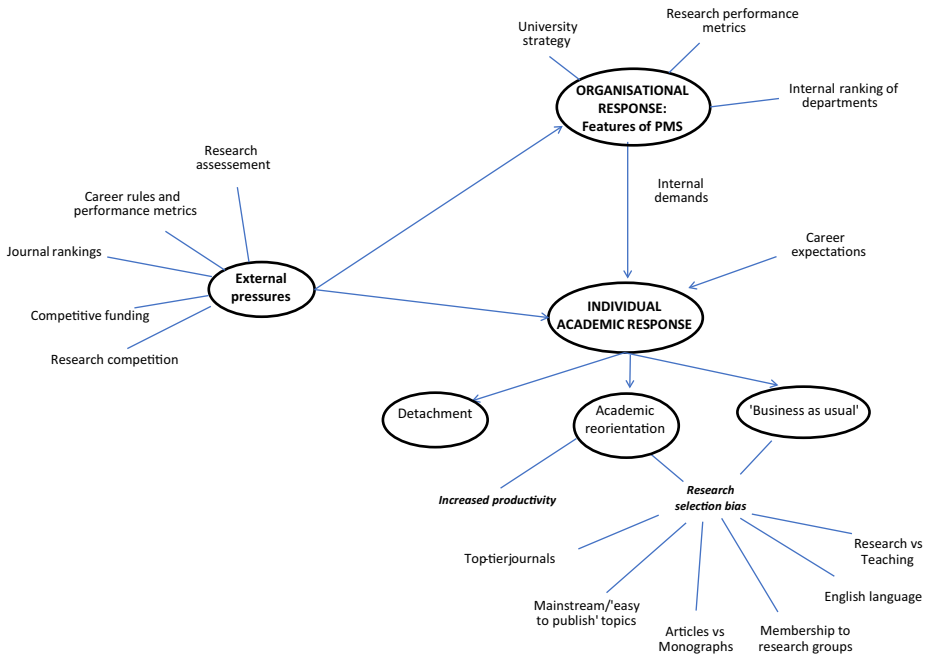 University
strategy
Research performance
metrics
ORGANISATIONAL
RESPONSE:
Features of PMS
Internal ranking of
departments
Research
assessment
Career rules and
performance metrics
Journal rankings
External
pressures
Competitive funding
Research competition
Internal
demands
Career
expectations
INDIVIDUAL
ACADEMIC RESPONSE
Detachment
Academic
reorientation
'Business as usual'
Increased productivity
Research
selection bias
Top-tierjournals
Mainstream/'easy
to publish' topics
Articles vs
Monographs
Membership to
research groups
English language
Research vs
Teaching